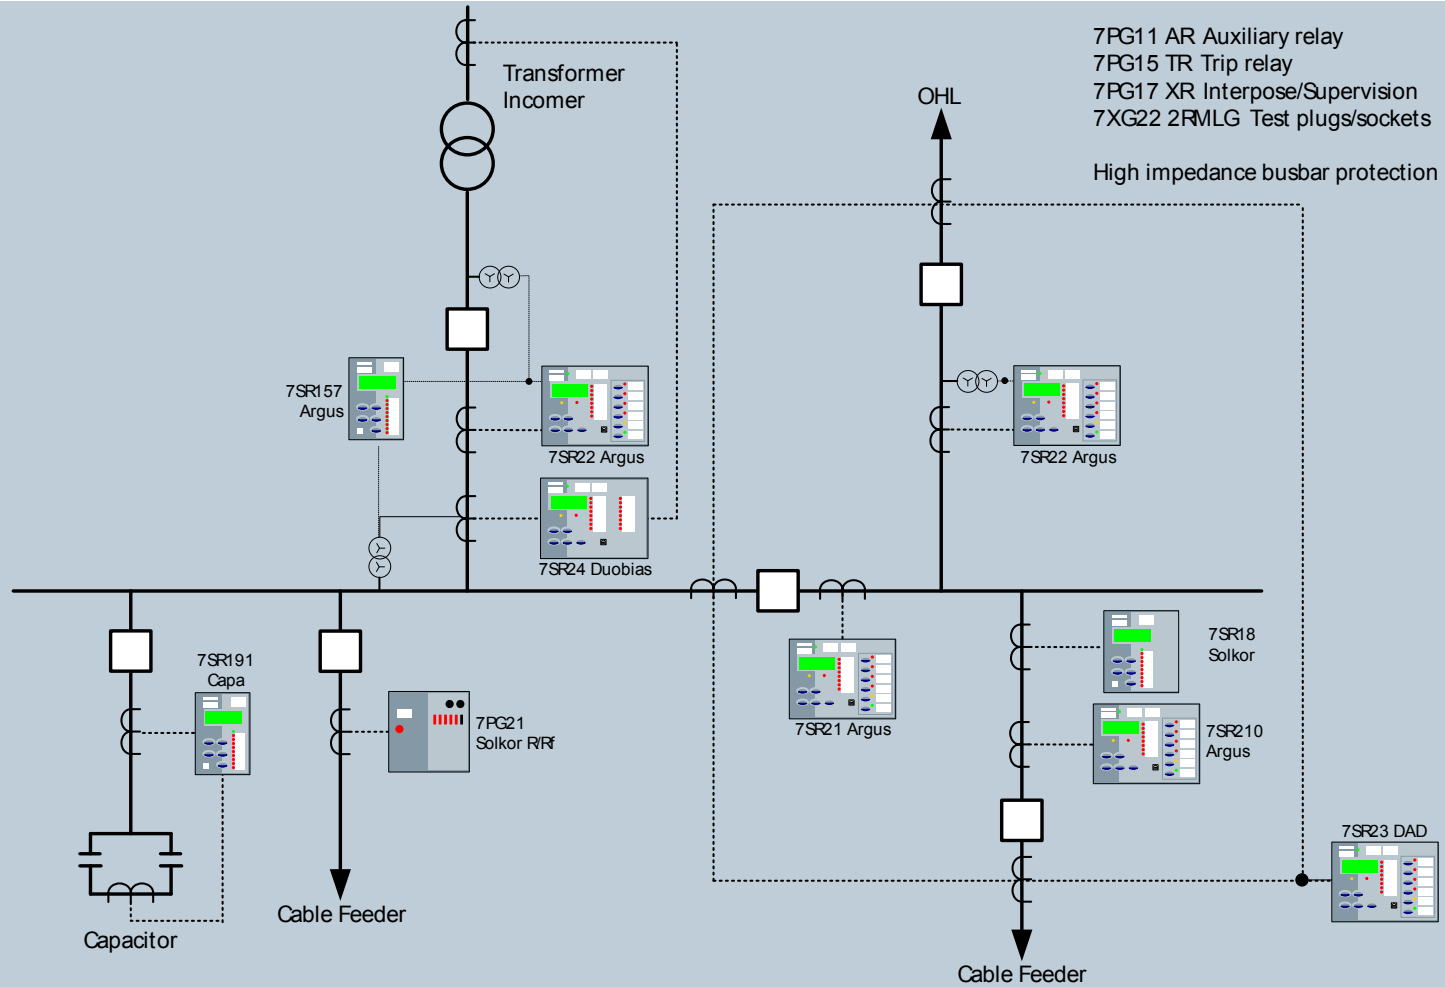 7PG11 AR Auxiliary relay
7PG15 TR Trip relay
7PG17 XR Interpose/Supervision
7XG22 2RMLG Test plugs/sockets
High impedance busbar protection
Transformer
Incomer
OHL
7SR157
Argus
7SR22 Argus
7SR22 Argus
7SR24 Duobias
7SR18
Solkor
7SR191
Capa
7PG21
Solkor R/Rf
7SR21 Argus
7SR210
Argus
7SR23 DAD
Cable Feeder
Capacitor
Cable Feeder